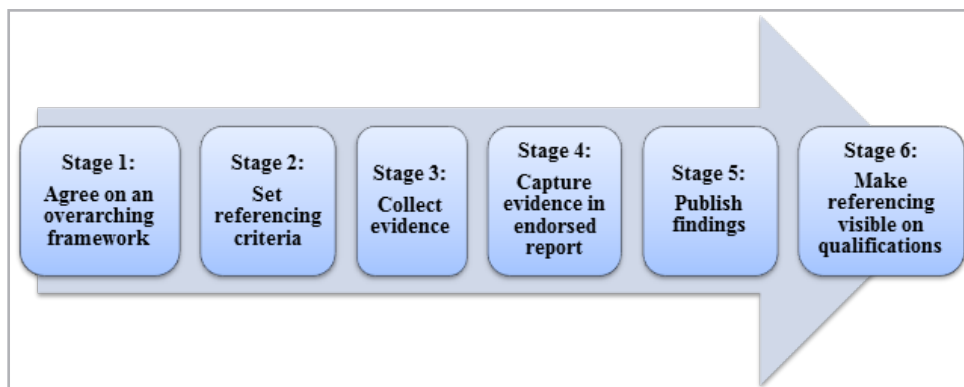 Stage 1:
Agree on an
overarching
framework
Stage 2:
Set
referencing
criteria
Stage 3:
Collect
evidence
Stage 4:
Capture
evidence in
endorsed
report
Stage 5:
Publish
findings
Stage 6:
Make
referencing
visible on
qualifications